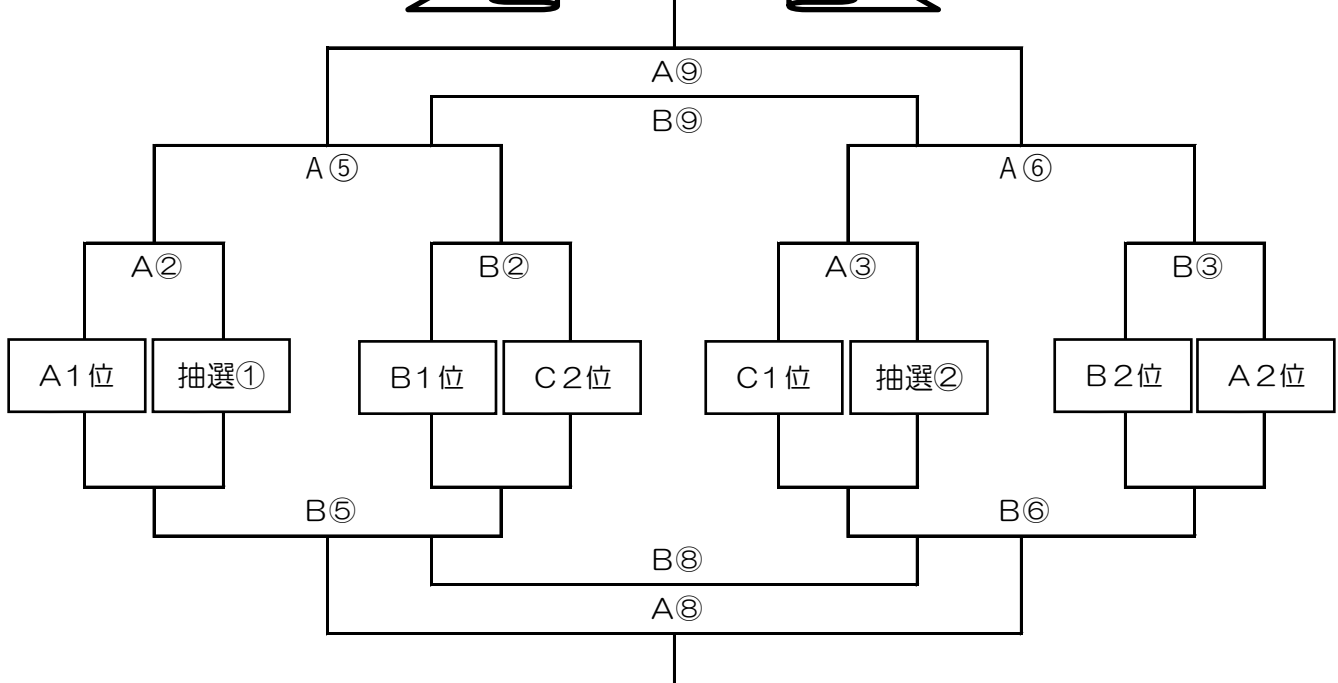 A⑨
B⑨
A⑤ A⑥
A② B② A③ B③
A1位 抽選① B1位 C2位 C1位 抽選② B2位 A2位
B⑤ B⑥
B⑧
A⑧